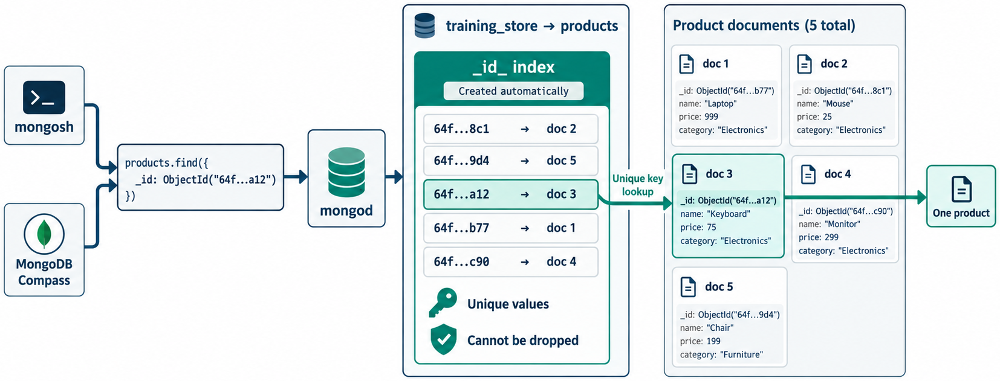 mongosh
MongoDB
Compass
products.find({
_id: ObjectId("64f...a12")
})
mongod
training_store → products
_id_ index
Created automatically
64f...8c1 → doc 2
64f...9d4 → doc 5
64f...a12 → doc 3
64f...b77 → doc 1
64f...c90 → doc 4
Unique values
Cannot be dropped
Unique key
lookup
Product documents (5 total)
doc 1
_id: ObjectId("64f...b77")
name: "Laptop"
price: 999
category: "Electronics"
doc 2
_id: ObjectId("64f...8c1")
name: "Mouse"
price: 25
category: "Electronics"
doc 3
_id: ObjectId("64f...a12")
name: "Keyboard"
price: 75
category: "Electronics"
doc 4
_id: ObjectId("64f...c90")
name: "Monitor"
price: 299
category: "Electronics"
doc 5
_id: ObjectId("64f...9d4")
name: "Chair"
price: 199
category: "Furniture"
One product